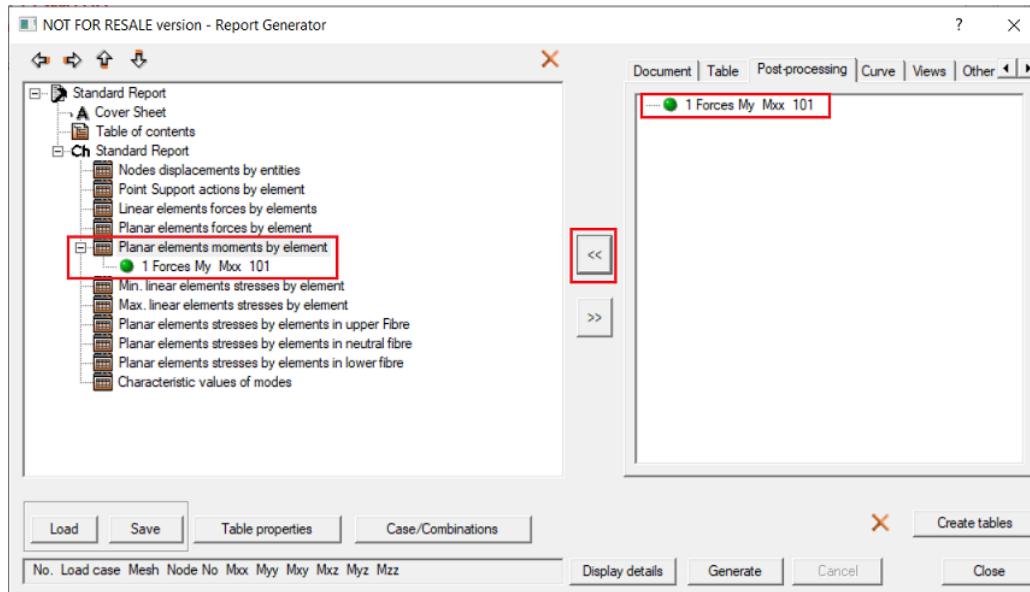 NOT FOR RESALE version - Report Generator
?
Standard Report
A Cover Sheet
Table of contents
Ch Standard Report
Nodes displacements by entities
Point Support actions by element
Linear elements forces by elements
Planar elements forces by element
Planar elements moments by element
1 Forces My Mxx 101
Min. linear elements stresses by element
Max. linear elements stresses by element
Planar elements stresses by elements in upper Fibre
Planar elements stresses by elements in neutral fibre
Planar elements stresses by elements in lower fibre
Characteristic values of modes
<<
>>
Document Table Post-processing Curve Views Other
1 Forces My Mxx 101
Load Save Table properties Case/Combinations
Create tables
No. Load case Mesh Node No Mxx Myy Mxy Mxz Myz Mzz
Display details Generate Cancel Close